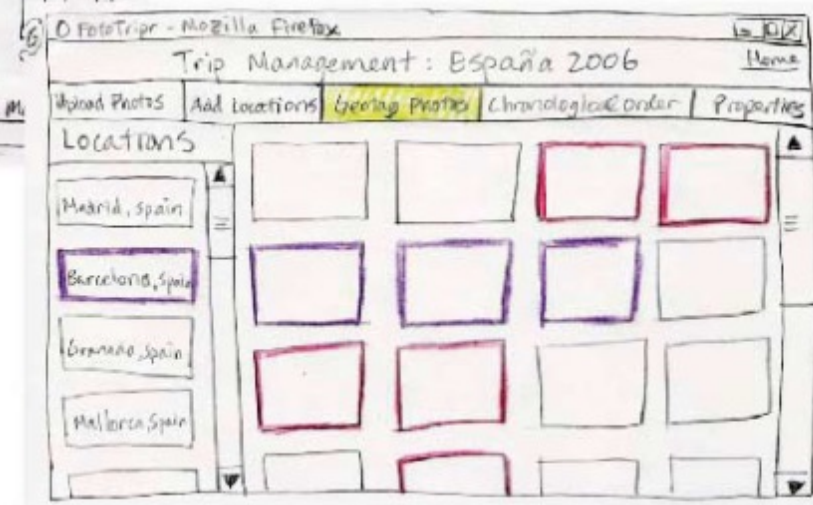 6 FotoTripr - Mozilla Firefox
Trip Management : España 2006 Home
Upload Photos Add Locations Geotag Photos Chronological order Properties
Locations
Madrid, Spain
Barcelona, Spain
Granada, Spain
Mallorca, Spain